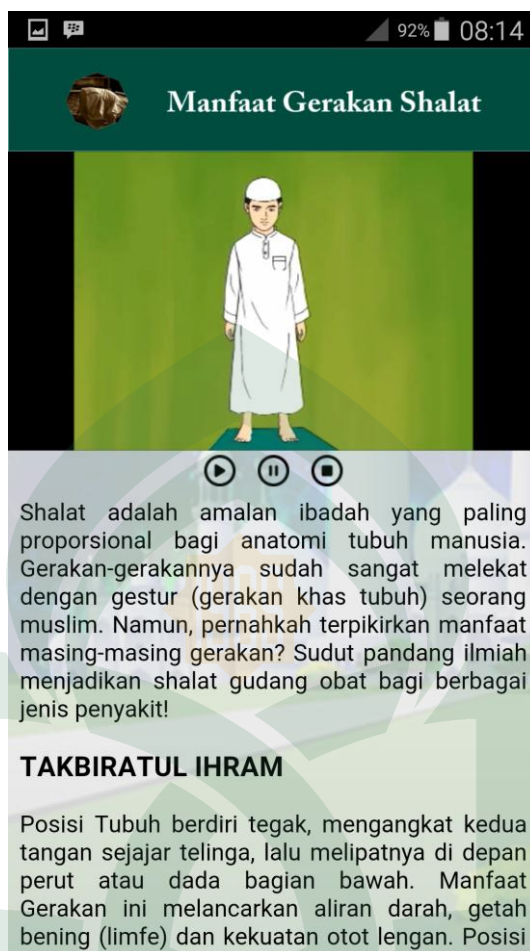 92% 08:14
Manfaat Gerakan Shalat
Shalat adalah amalan ibadah yang paling
proporsional bagi anatomi tubuh manusia.
Gerakan-gerakannya sudah sangat melekat
dengan gestur (gerakan khas tubuh) seorang
muslim. Namun, pernahkah terpikirkan manfaat
masing-masing gerakan? Sudut pandang ilmiah
menjadikan shalat gudang obat bagi berbagai
jenis penyakit!
TAKBIRATUL IHRAM
Posisi Tubuh berdiri tegak, mengangkat kedua
tangan sejajar telinga, lalu melipatnya di depan
perut atau dada bagian bawah. Manfaat
Gerakan ini melancarkan aliran darah, getah
bening (limfe) dan kekuatan otot lengan. Posisi